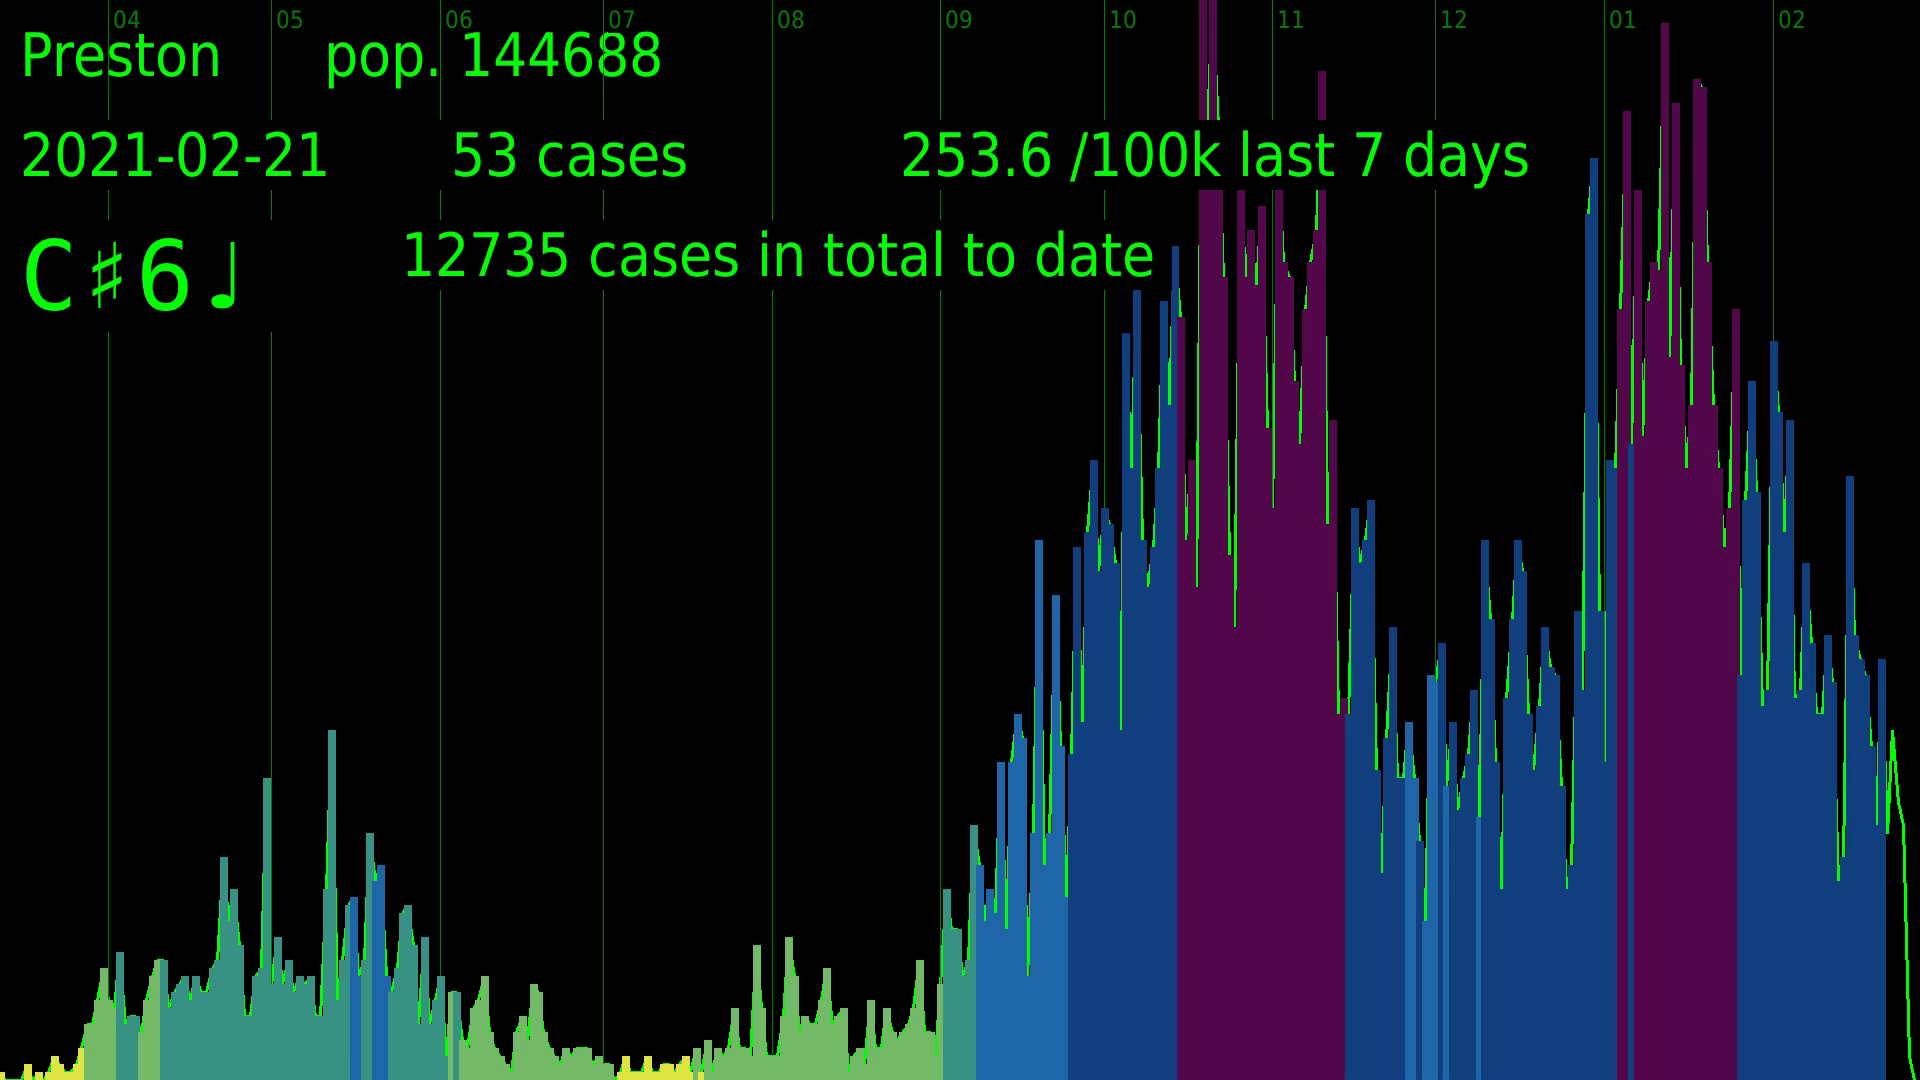 04 05 06 07 08 09 10 11 12 01 02
Preston pop. 144688
2021-02-21 53 cases 253.6 /100k last 7 days
C♯6♩ 12735 cases in total to date